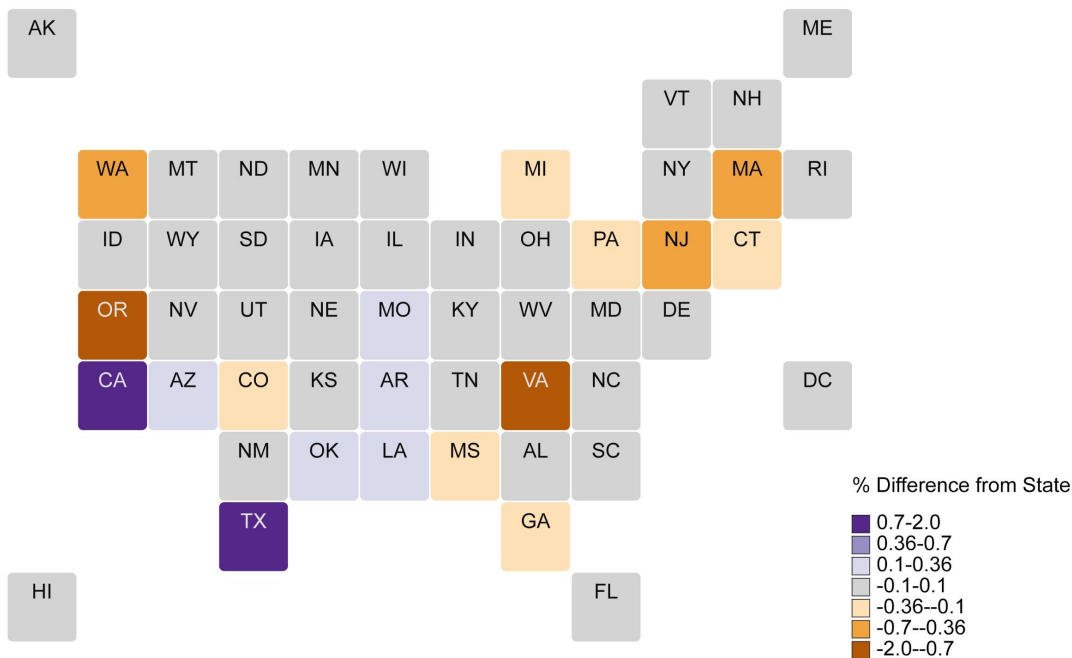 AK ME
VT NH
WA MT ND MN WI MI NY MA RI
ID WY SD IA IL IN OH PA NJ CT
OR NV UT NE MO KY WV MD DE
CA AZ CO KS AR TN VA NC DC
NM OK LA MS AL SC
% Difference from State
TX GA
0.7-2.0
0.36-0.7
0.1-0.36
HI FL
-0.1-0.1
-0.36--0.1
-0.7--0.36
-2.0--0.7